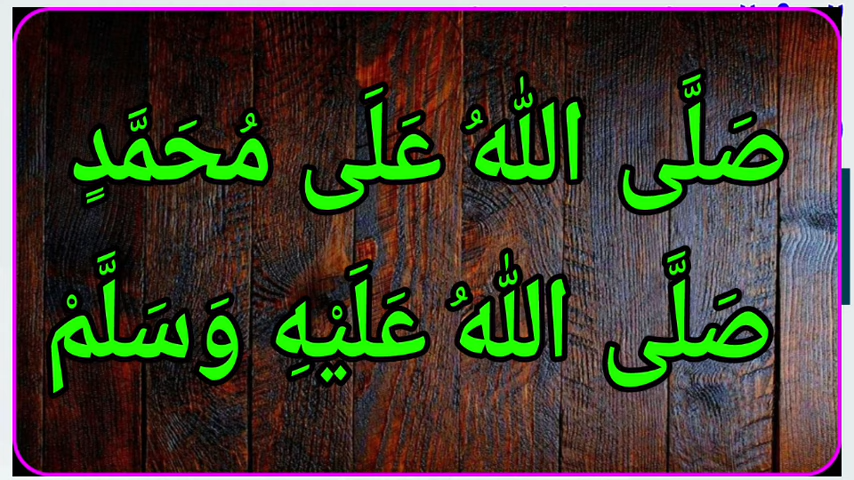 صَلَّى اللّٰهُ عَلَى مُحَمَّدٍ
صَلَّى اللّٰهُ عَلَيْهِ وَسَلَّمْ